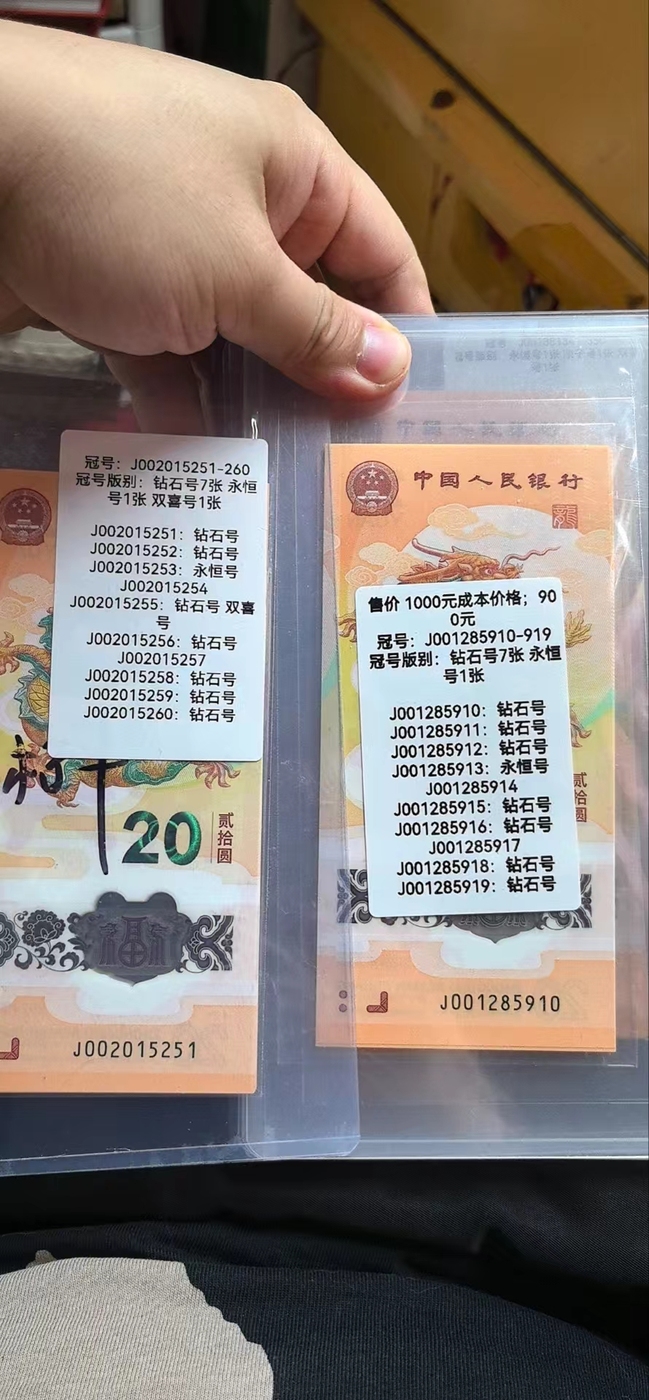 冠号：J002015251-260
冠号版别：钻石号7张 永恒
号1张 双喜号1张
J002015251：钻石号
J002015252：钻石号
J002015253：永恒号
J002015254
J002015255：钻石号 双喜
号
J002015256：钻石号
J002015257
J002015258：钻石号
J002015259：钻石号
J002015260：钻石号
20
贰拾圆
福
J002015251
中国人民银行
售价 1000元成本价格；90
0元
冠号：J001285910-919
冠号版别：钻石号7张 永恒
号1张
J001285910：钻石号
J001285911：钻石号
J001285912：钻石号
J001285913：永恒号
J001285914
J001285915：钻石号
J001285916：钻石号
J001285917
J001285918：钻石号
J001285919：钻石号
J001285910